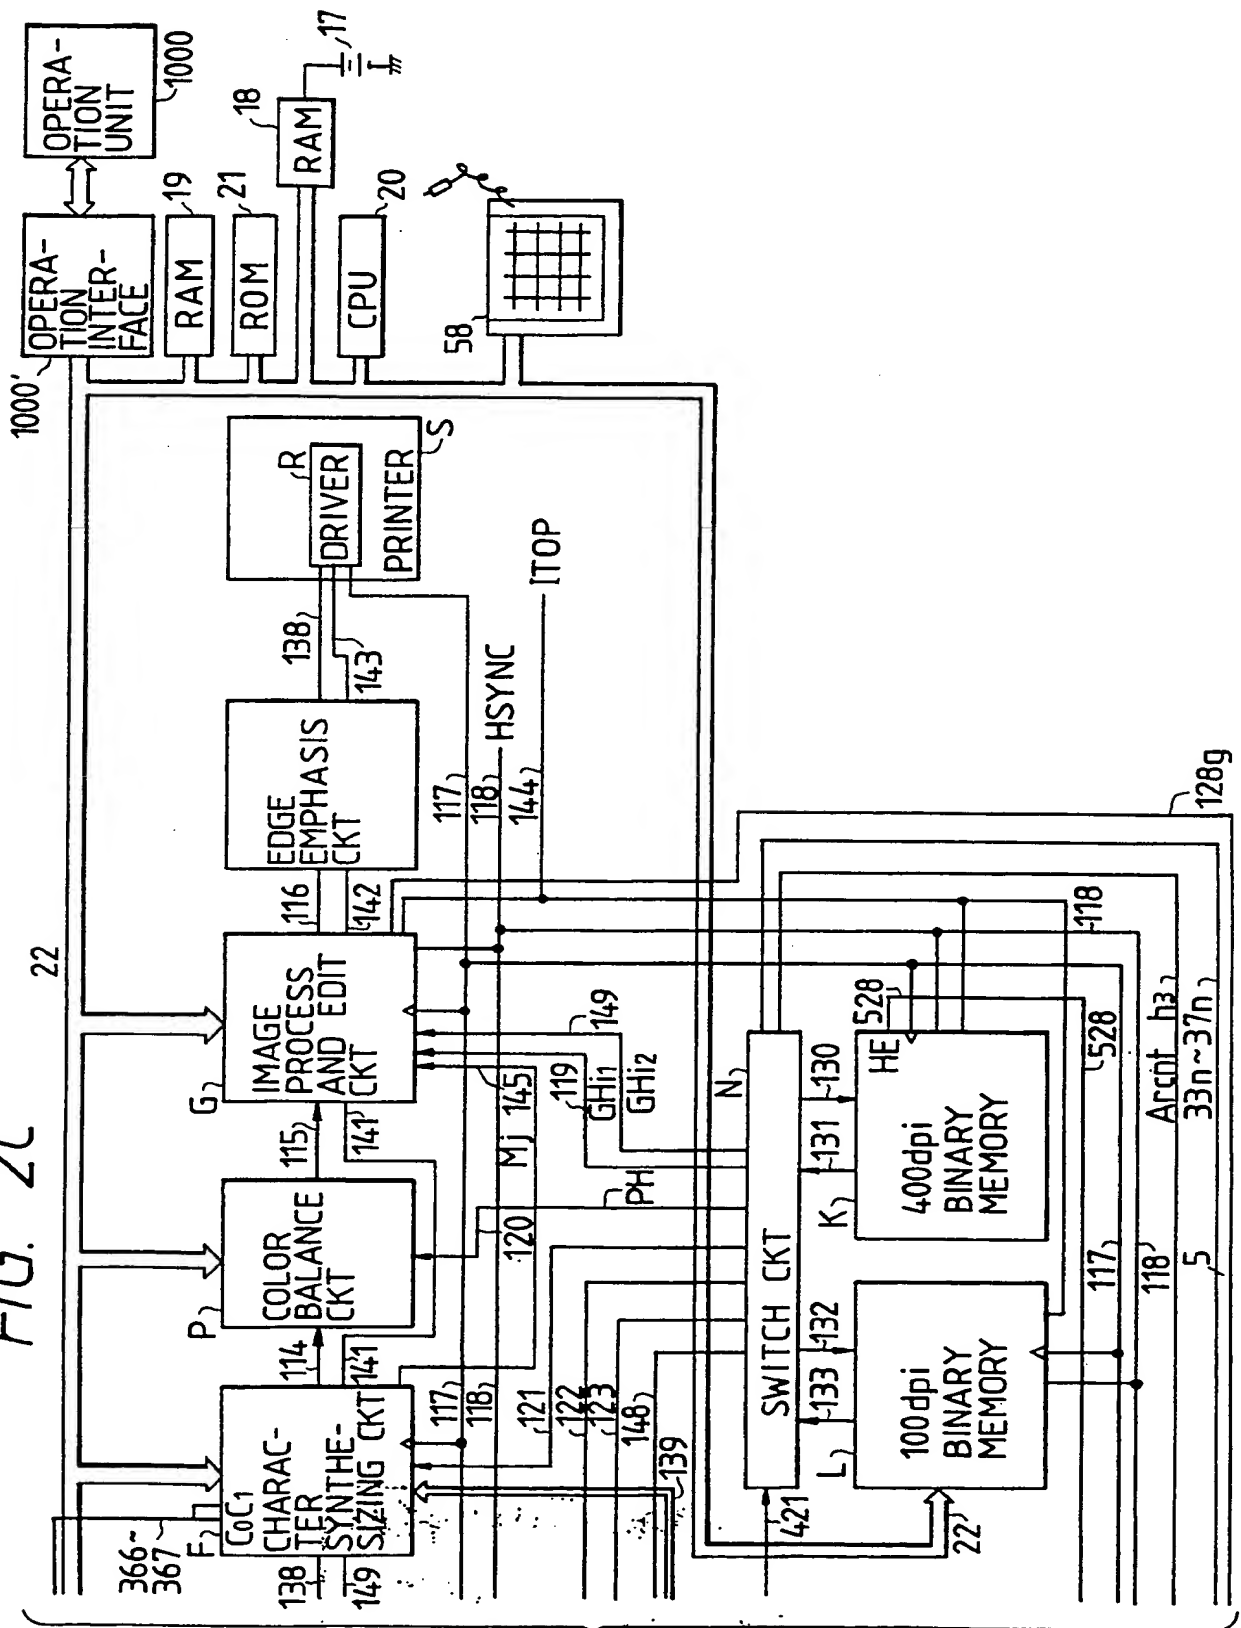 FIG. 2C
22
1000'
OPERA-
TION
INTER-
FACE
OPERA-
TION
UNIT
1000
RAM
19
ROM
21
RAM
18
17
CPU
20
58
366~
367
F
CoC1
CHARAC-
TER
SYNTHE-
SIZING CKT
138
149
114
141
P
COLOR
BALANCE
CKT
115
141
G
IMAGE
PROCESS
AND EDIT
CKT
116
142
EDGE
EMPHASIS
CKT
138
143
R
DRIVER
PRINTER
S
117
118
HSYNC
144
ITOP
117
118
121
122
123
148
139
120
PH
Mj
145
119
GHi1
GHi2
149
N
SWITCH CKT
421
133
132
131
130
L
100dpi
BINARY
MEMORY
22
K
400dpi
BINARY
MEMORY
HE
528
528
118
117
118
5
Arcnt h3
33n~37n
128g